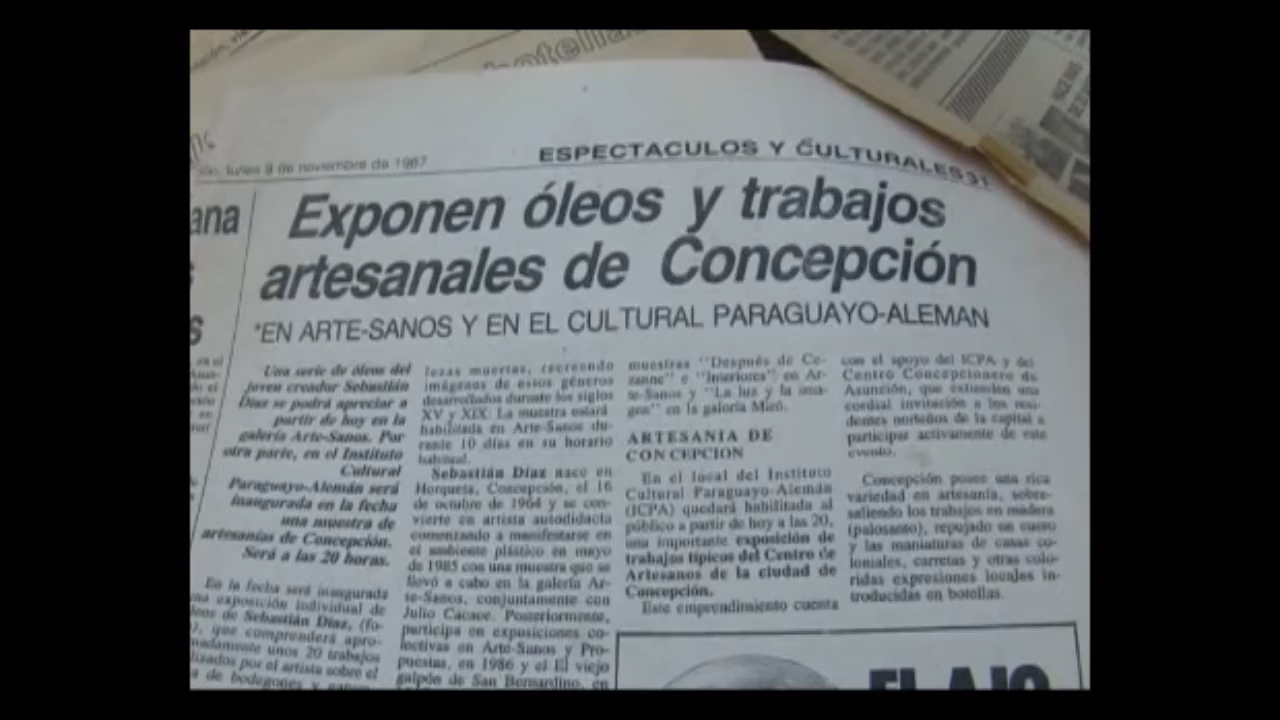 botellas
lunes 9 de noviembre de 1987
ESPECTACULOS Y CULTURALES 31
ana
Exponen óleos y trabajos
artesanales de Concepción
*EN ARTE-SANOS Y EN EL CULTURAL PARAGUAYO-ALEMAN
Una serie de óleos del
joven creador Sebastián
Díaz se podrá apreciar a
partir de hoy en la
galería Arte-Sanos. Por
otra parte, en el Instituto
Cultural
Paraguayo-Alemán será
inaugurada en la fecha
una muestra de
artesanías de Concepción.
Será a las 20 horas.
En la fecha será inaugurada
una exposición individual de
óleos de Sebastián Díaz, (fo-
que comprenderá apro-
madamente unos 20 trabajos
lizados por el artista sobre el
a de bodegones y
lezas muertas, recreando
imágenes de estos géneros
desarrollados durante los siglos
XV y XIX. La muestra estará
habilitada en Arte-Sanos du-
rante 10 días en su horario
habitual.
Sebastián Díaz nace en
Horqueta, Concepción, el 16
de octubre de 1964 y se con-
vierte en artista autodidacta
comenzando a manifestarse en
el ambiente plástico en mayo
de 1985 con una muestra que se
llevó a cabo en la galería Ar-
te-Sanos, conjuntamente con
Julio Cacace. Posteriormente,
participa en exposiciones co-
lectivas en Arte-Sanos y Pro-
puestas, en 1986 y el El viejo
galpón de San Bernardino, en
muestras "Después de Ce-
zanne" e "Interiores" en Ar-
te-Sanos y "La luz y la ima-
gen" en la galería Miró.
ARTESANIA DE
CONCEPCION
En el local del Instituto
Cultural Paraguayo-Alemán
(ICPA) quedará habilitada al
público a partir de hoy a las 20,
una importante exposición de
trabajos típicos del Centro de
Artesanos de la ciudad de
Concepción.
Este emprendimiento cuenta
con el apoyo del ICPA y del
Centro Concepcionero de
Asunción, que extienden una
cordial invitación a los resi-
dentes norteños de la capital a
participar activamente de este
evento.
Concepción posee una rica
variedad en artesanía, sobre-
saliendo los trabajos en madera
(palosanto), repujado en cuero
y las maniaturas de casas co-
loniales, carretas y otras colo-
ridas expresiones locales in-
troducidas en botellas.
EL AJO